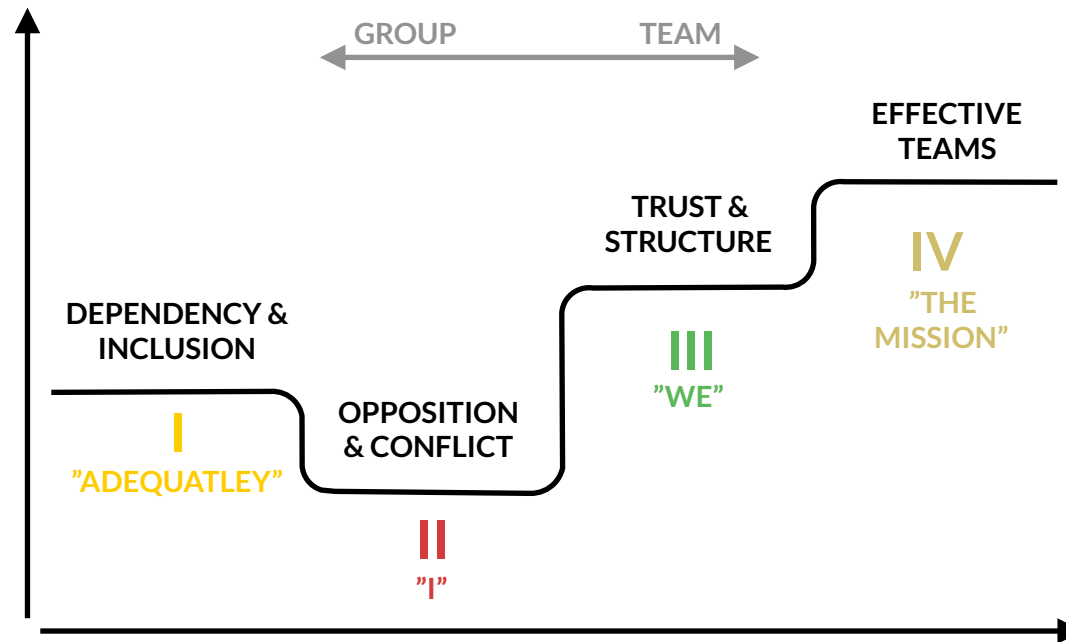 GROUP
TEAM
EFFECTIVE
TEAMS
TRUST &
STRUCTURE
IV
”THE
MISSION”
DEPENDENCY &
INCLUSION
III
”WE”
OPPOSITION
& CONFLICT
I
”ADEQUATLEY”
II
”I”